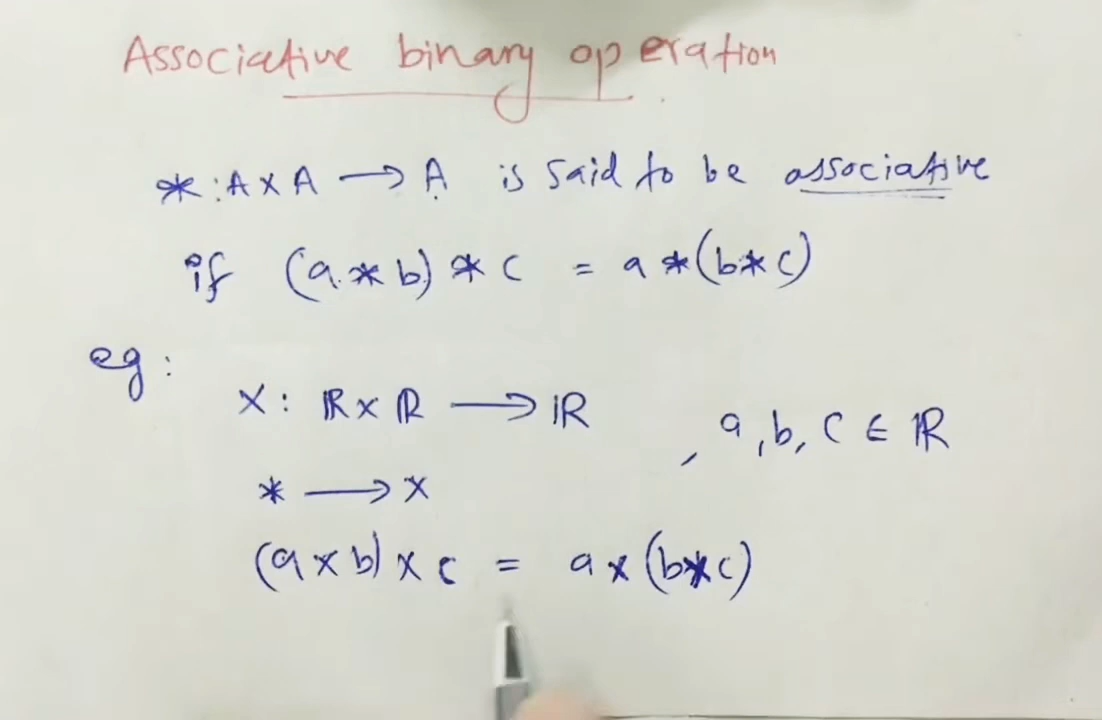 Associative binary operation
* : A × A → A is said to be associative
if (a * b) * c = a * (b * c)
eg :
× : ℝ × ℝ → ℝ , a, b, c ∈ ℝ
* → ×
(a × b) × c = a × (b * c)